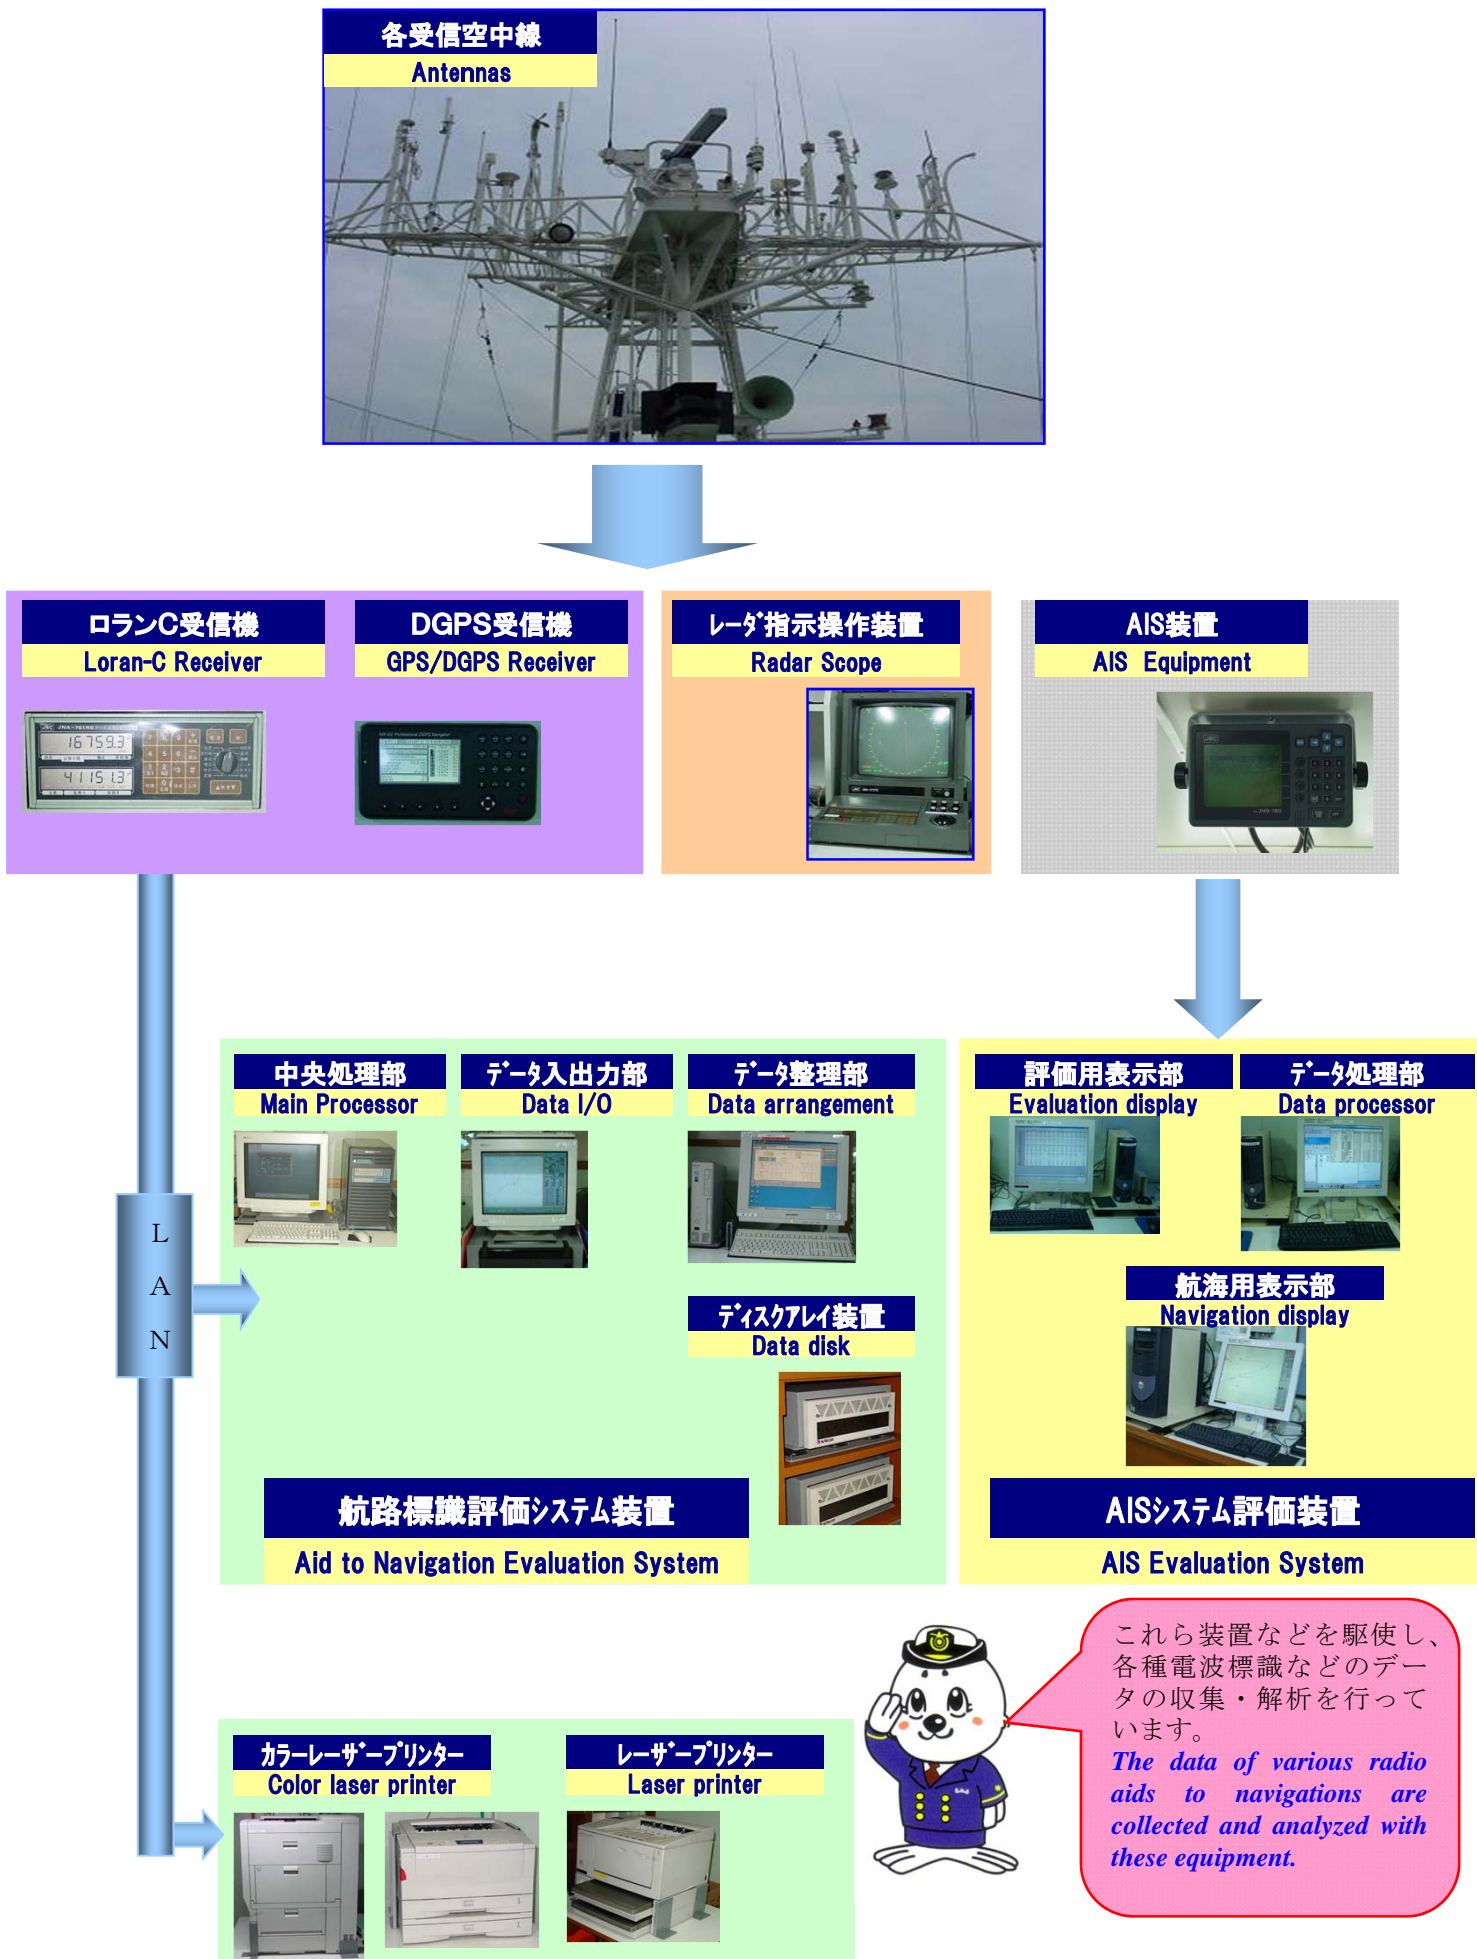 各受信空中線
Antennas
ロランC受信機
Loran-C Receiver
DGPS受信機
GPS/DGPS Receiver
ﾚｰﾀﾞ指示操作装置
Radar Scope
AIS装置
AIS Equipment
JRC
16759.3
41151.3
JRC
L
A
N
中央処理部
Main Processor
ﾃﾞｰﾀ入出力部
Data I/O
ﾃﾞｰﾀ整理部
Data arrangement
ﾃﾞｨｽｸｱﾚｲ装置
Data disk
航路標識評価ｼｽﾃﾑ装置
Aid to Navigation Evaluation System
評価用表示部
Evaluation display
ﾃﾞｰﾀ処理部
Data processor
航海用表示部
Navigation display
AISｼｽﾃﾑ評価装置
AIS Evaluation System
ｶﾗｰﾚｰｻﾞｰﾌﾟﾘﾝﾀｰ
Color laser printer
ﾚｰｻﾞｰﾌﾟﾘﾝﾀｰ
Laser printer
これら装置などを駆使し、
各種電波標識などのデー
タの収集・解析を行って
います。
The data of various radio
aids to navigations are
collected and analyzed with
these equipment.